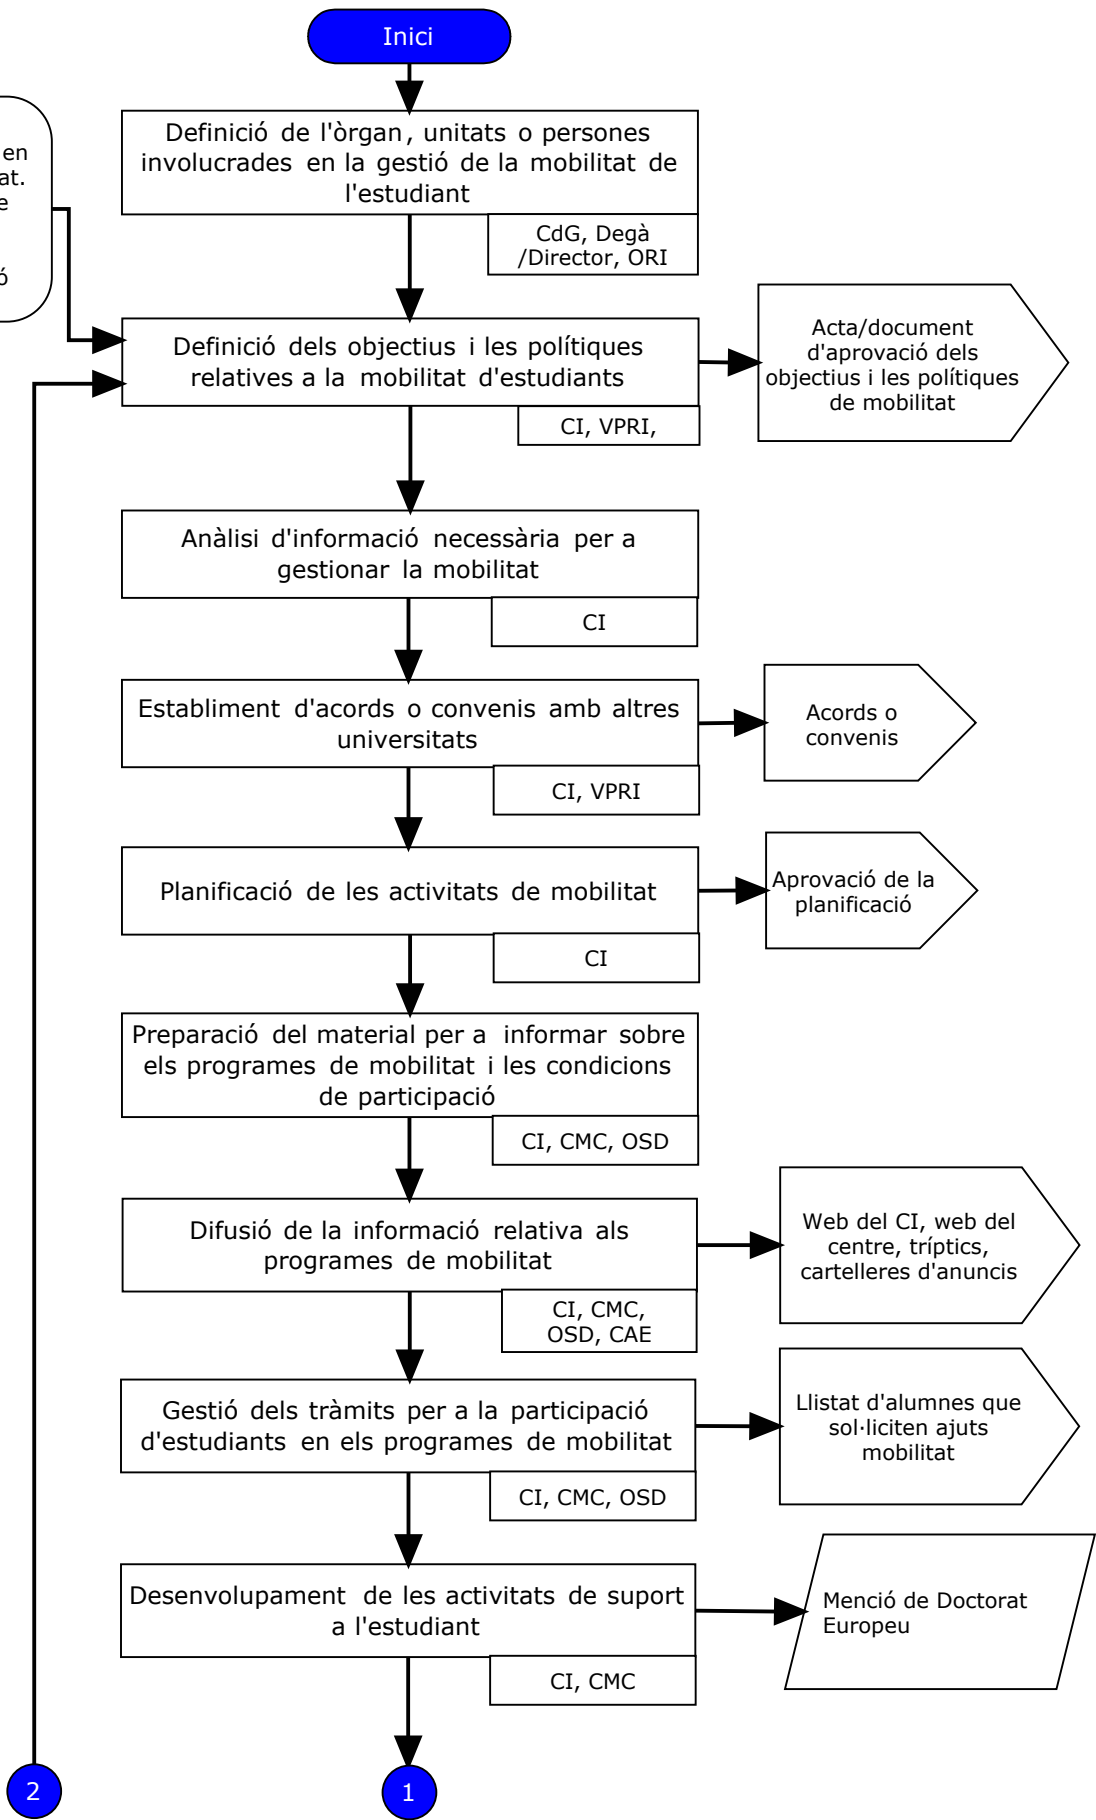 Inici
Definició de l'òrgan, unitats o persones
involucrades en la gestió de la mobilitat de
l'estudiant
CdG, Degà
/Director, ORI
en
at.
e
ó
Definició dels objectius i les polítiques
relatives a la mobilitat d'estudiants
CI, VPRI,
Acta/document
d'aprovació dels
objectius i les polítiques
de mobilitat
Anàlisi d'informació necessària per a
gestionar la mobilitat
CI
Establiment d'acords o convenis amb altres
universitats
CI, VPRI
Acords o
convenis
Planificació de les activitats de mobilitat
CI
Aprovació de la
planificació
Preparació del material per a informar sobre
els programes de mobilitat i les condicions
de participació
CI, CMC, OSD
Difusió de la informació relativa als
programes de mobilitat
CI, CMC,
OSD, CAE
Web del CI, web del
centre, tríptics,
cartelleres d'anuncis
Gestió dels tràmits per a la participació
d'estudiants en els programes de mobilitat
CI, CMC, OSD
Llistat d'alumnes que
sol·liciten ajuts
mobilitat
Desenvolupament de les activitats de suport
a l'estudiant
CI, CMC
Menció de Doctorat
Europeu
2
1